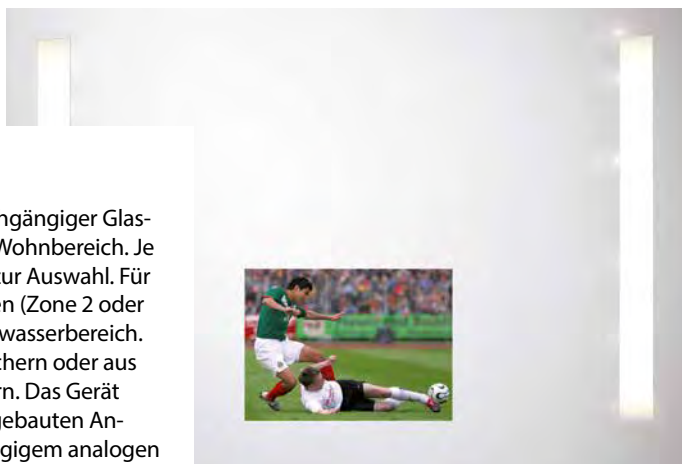 ngängiger Glas-
Wohnbereich. Je
zur Auswahl. Für
en (Zone 2 oder
wasserbereich.
chern oder aus
rn. Das Gerät
gebauten An-
gigem analogen